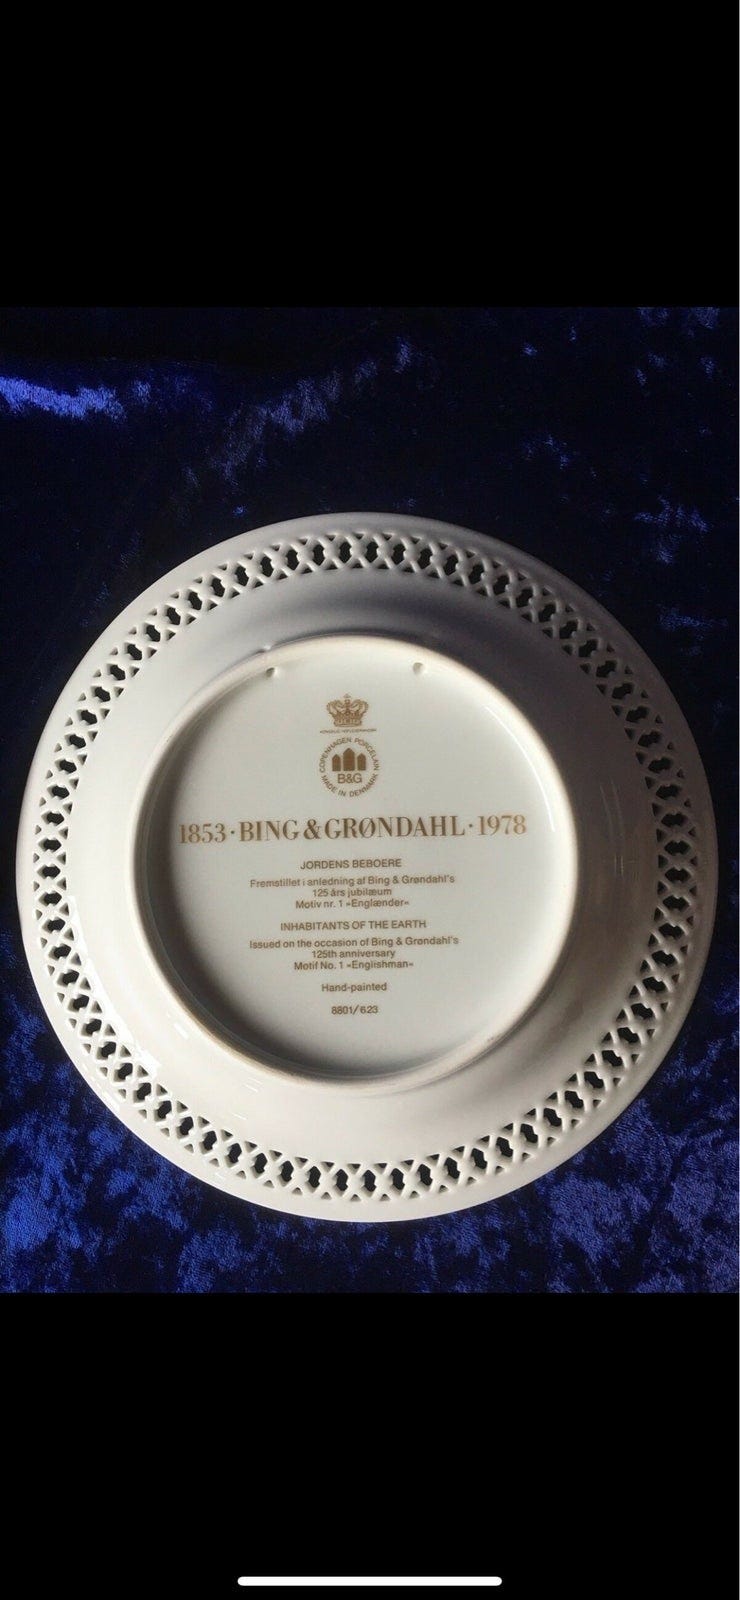 KONGELIG HOFLEVERANDØR
COPENHAGEN PORCELAIN
B&G
MADE IN DENMARK
1853 · BING & GRØNDAHL · 1978
JORDENS BEBOERE
Fremstillet i anledning af Bing & Grøndahl's
125 års jubilæum
Motiv nr. 1 »Englænder«
INHABITANTS OF THE EARTH
Issued on the occasion of Bing & Grøndahl's
125th anniversary
Motif No. 1 »Englishman«
Hand-painted
8801/623